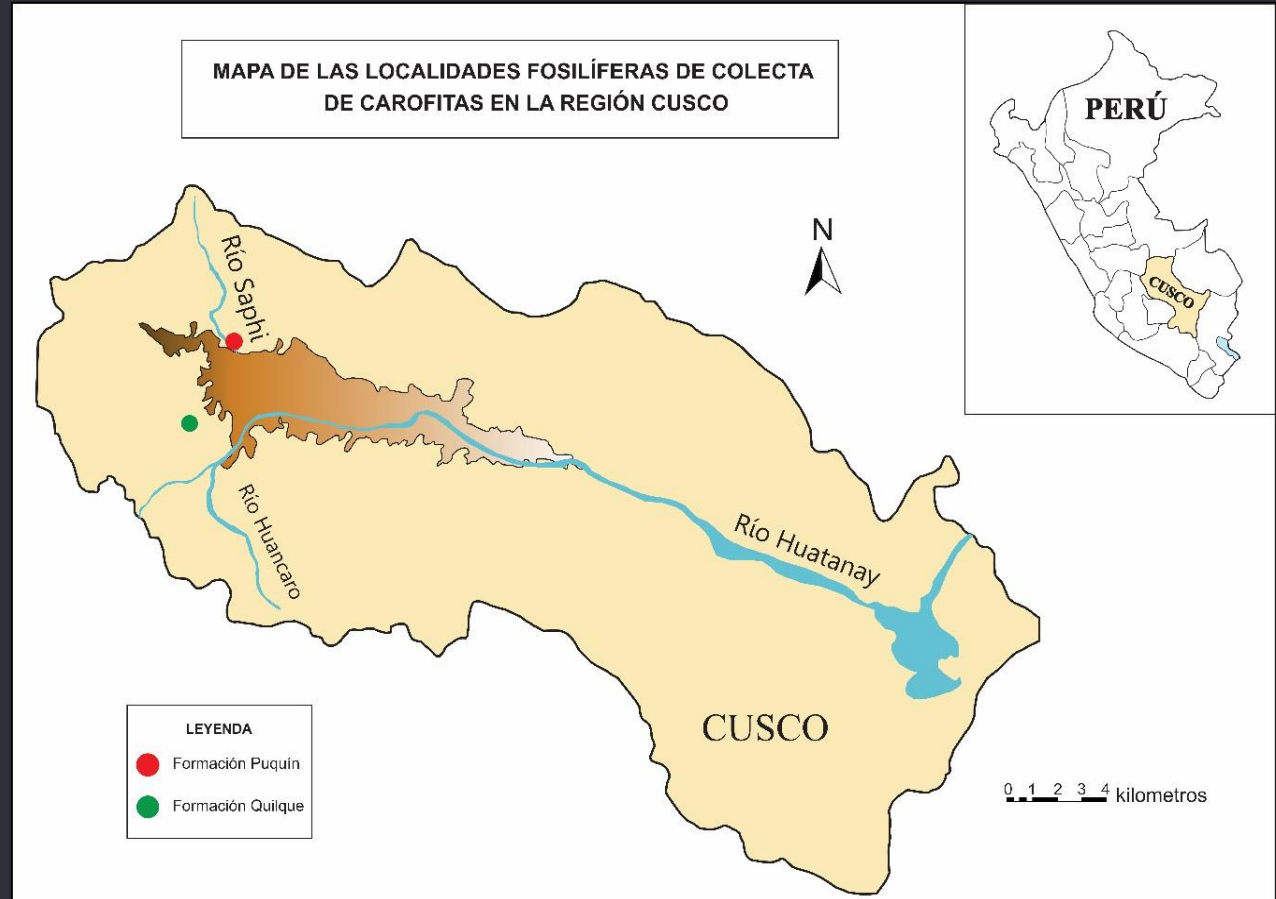 MAPA DE LAS LOCALIDADES FOSILÍFERAS DE COLECTA
DE CAROFITAS EN LA REGIÓN CUSCO
PERÚ
CUSCO
N
Río Saphi
Río Huancaro
Río Huatanay
CUSCO
LEYENDA
Formación Puquín
Formación Quilque
0 1 2 3 4 kilometros